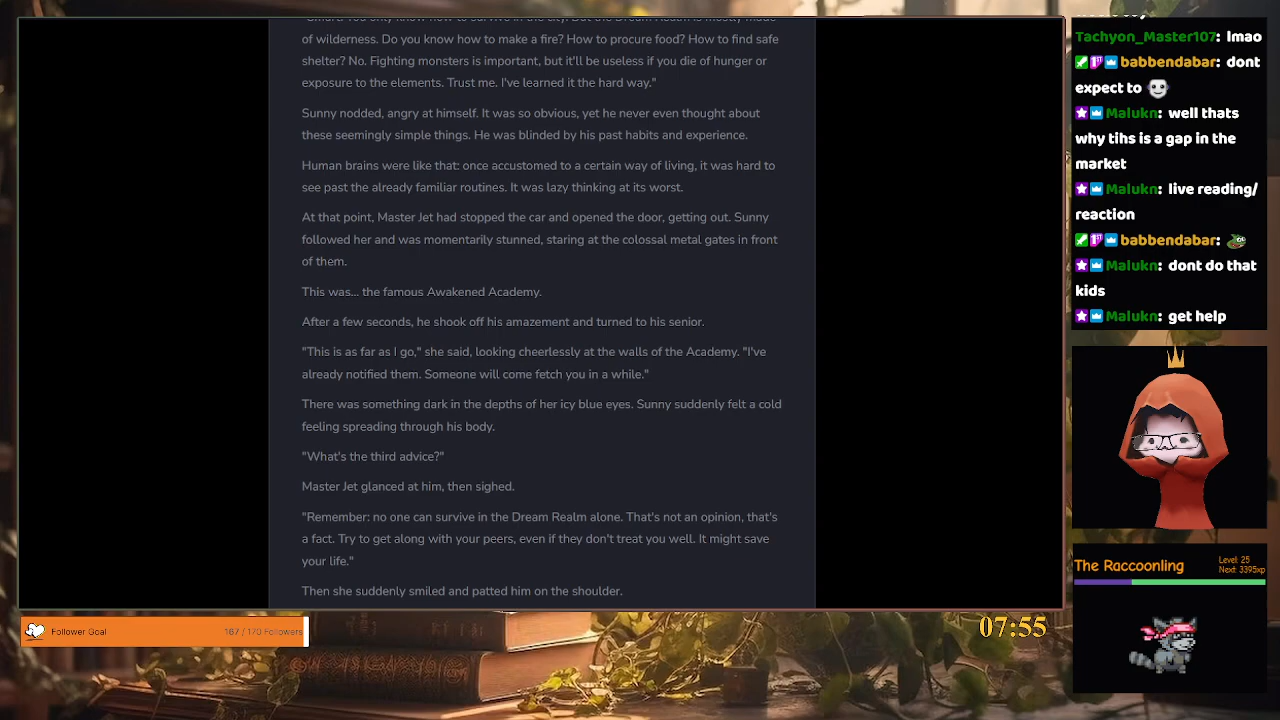 of wilderness. Do you know how to make a fire? How to procure food? How to find safe
shelter? No. Fighting monsters is important, but it'll be useless if you die of hunger or
exposure to the elements. Trust me. I've learned it the hard way."
Sunny nodded, angry at himself. It was so obvious, yet he never even thought about
these seemingly simple things. He was blinded by his past habits and experience.
Human brains were like that: once accustomed to a certain way of living, it was hard to
see past the already familiar routines. It was lazy thinking at its worst.
At that point, Master Jet had stopped the car and opened the door, getting out. Sunny
followed her and was momentarily stunned, staring at the colossal metal gates in front
of them.
This was... the famous Awakened Academy.
After a few seconds, he shook off his amazement and turned to his senior.
"This is as far as I go," she said, looking cheerlessly at the walls of the Academy. "I've
already notified them. Someone will come fetch you in a while."
There was something dark in the depths of her icy blue eyes. Sunny suddenly felt a cold
feeling spreading through his body.
"What's the third advice?"
Master Jet glanced at him, then sighed.
"Remember: no one can survive in the Dream Realm alone. That's not an opinion, that's
a fact. Try to get along with your peers, even if they don't treat you well. It might save
your life."
Then she suddenly smiled and patted him on the shoulder.
Tachyon_Master107: lmao
babbendabar: dont
expect to
Malukn: well thats
why tihs is a gap in the
market
Malukn: live reading/
reaction
babbendabar:
Malukn: dont do that
kids
Malukn: get help
The Raccoonling
Level: 25
Next: 3395xp
Follower Goal
167 / 170 Followers
07:55